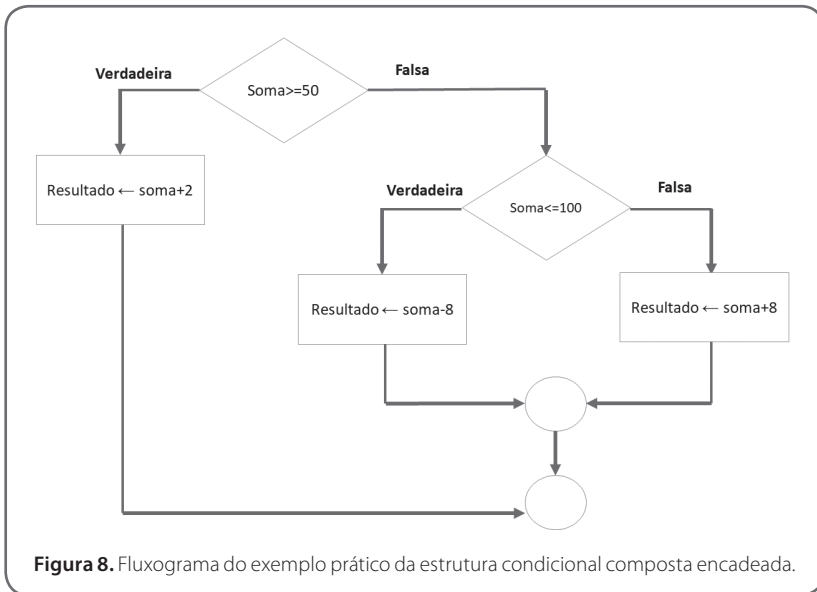 Verdadeira
Soma>=50
Falsa
Resultado ← soma+2
Verdadeira
Soma<=100
Falsa
Resultado ← soma-8
Resultado ← soma+8
Figura 8. Fluxograma do exemplo prático da estrutura condicional composta encadeada.